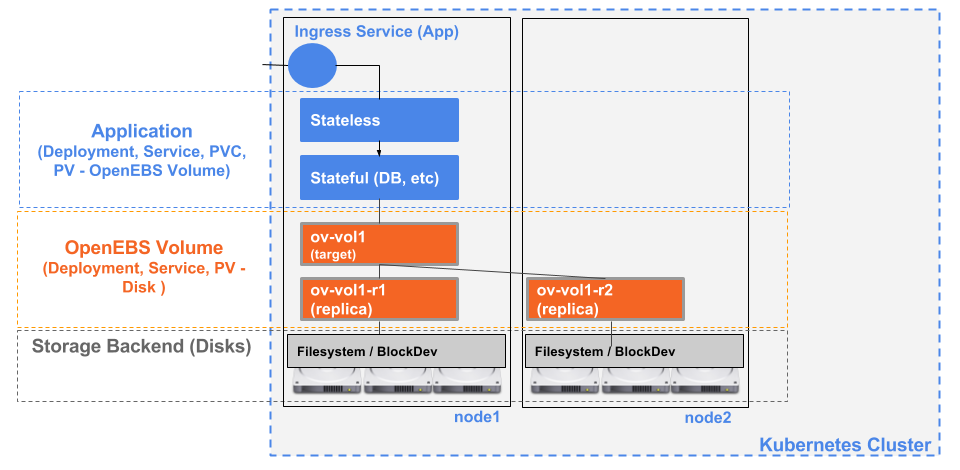 Ingress Service (App)
Application
(Deployment, Service, PVC,
PV - OpenEBS Volume)
Stateless
Stateful (DB, etc)
OpenEBS Volume
(Deployment, Service, PV -
Disk )
ov-vol1
(target)
ov-vol1-r1
(replica)
ov-vol1-r2
(replica)
Storage Backend (Disks)
Filesystem / BlockDev
Filesystem / BlockDev
node1
node2
Kubernetes Cluster